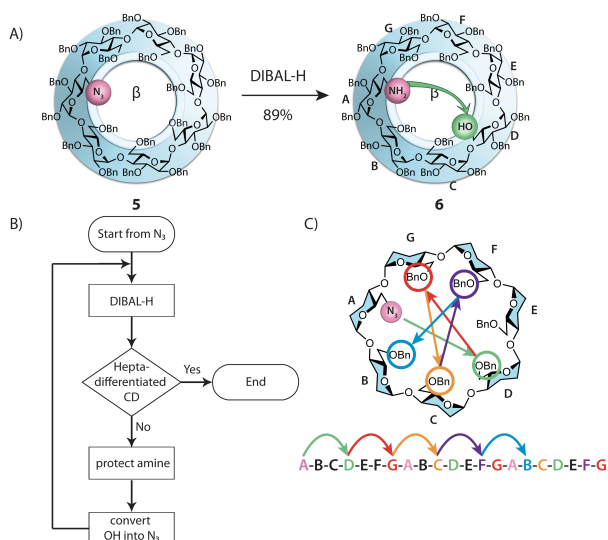 A)
G F
E
A
D
B
C
BnO OBn
N₃
β
DIBAL-H
89%
NH₂
β
HO
5 6
B)
Start from N₃
DIBAL-H
Hepta-
differentiated
CD
Yes
End
No
protect amine
convert
OH into N₃
C)
G
F
A
E
B
D
C
BnO
BnO
N₃
BnO
OBn
OBn
OBn
A-B-C-D-E-F-G-A-B-C-D-E-F-G-A-B-C-D-E-F-G